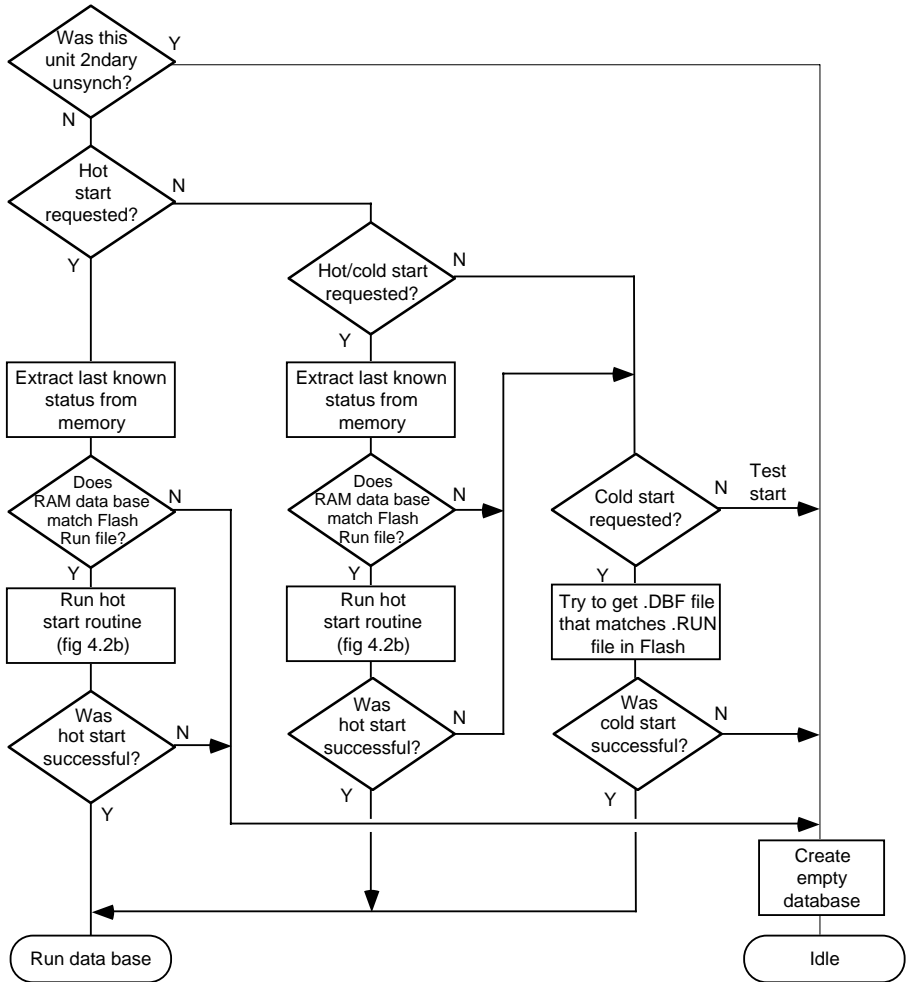 Was this
unit 2ndary
unsynch?
Y
N
Hot
start
requested?
N
Y
Hot/cold start
requested?
N
Y
Extract last known
status from
memory
Extract last known
status from
memory
Does
RAM data base
match Flash
Run file?
N
Y
Does
RAM data base
match Flash
Run file?
N
Y
Cold start
requested?
N
Test
start
Y
Run hot
start routine
(fig 4.2b)
Run hot
start routine
(fig 4.2b)
Try to get .DBF file
that matches .RUN
file in Flash
Was
hot start
successful?
N
Y
Was
hot start
successful?
N
Y
Was
cold start
successful?
N
Y
Create
empty
database
Run data base
Idle